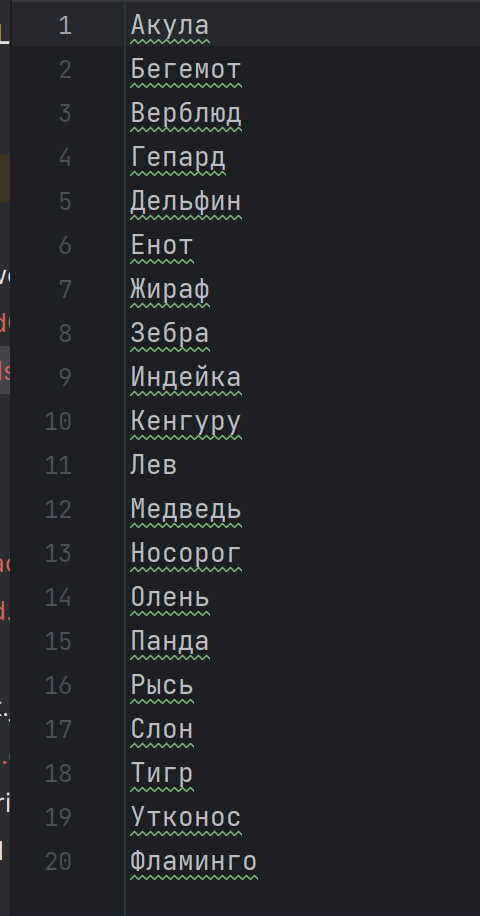 1 Акула
2 Бегемот
3 Верблюд
4 Гепард
5 Дельфин
6 Енот
7 Жираф
8 Зебра
9 Индейка
10 Кенгуру
11 Лев
12 Медведь
13 Носорог
14 Олень
15 Панда
16 Рысь
17 Слон
18 Тигр
19 Утконос
20 Фламинго